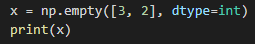 x = np.empty([3, 2], dtype=int)
print(x)